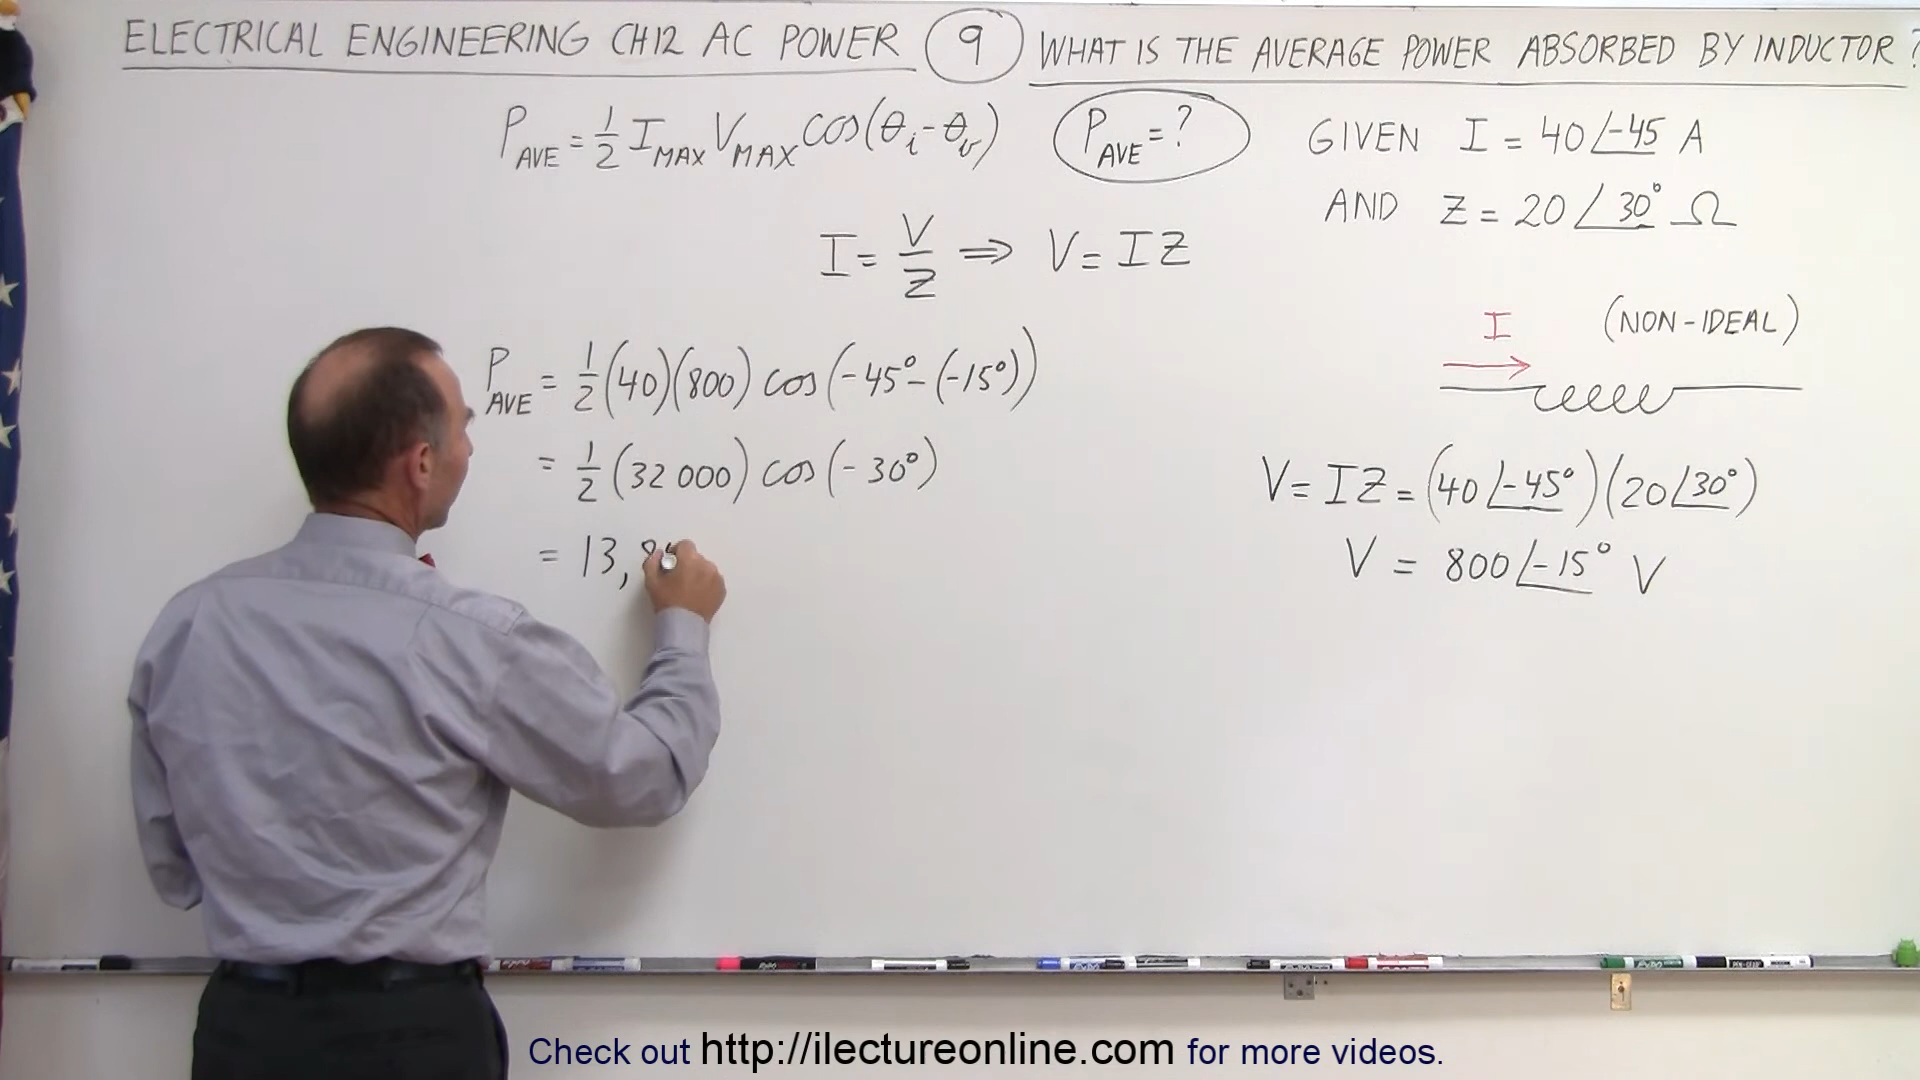 ELECTRICAL ENGINEERING CH12 AC POWER 9 WHAT IS THE AVERAGE POWER ABSORBED BY INDUCTOR?
P_AVE = 1/2 I_MAX V_MAX cos(θ_i - θ_v) P_AVE = ? GIVEN I = 40∠-45 A
AND Z = 20∠30° Ω
I = V/Z ⇒ V = IZ
I (NON-IDEAL)
P_AVE = 1/2 (40)(800) cos(-45° - (-15°))
= 1/2 (32 000) cos(-30°)
= 13,8
V = IZ = (40∠-45°)(20∠30°)
V = 800∠-15° V
Check out http://ilectureonline.com for more videos.